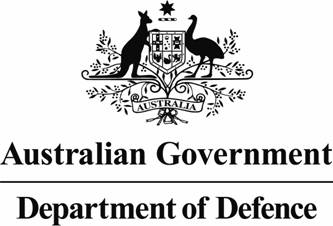 AUSTRALIA
Australian Government
Department of Defence